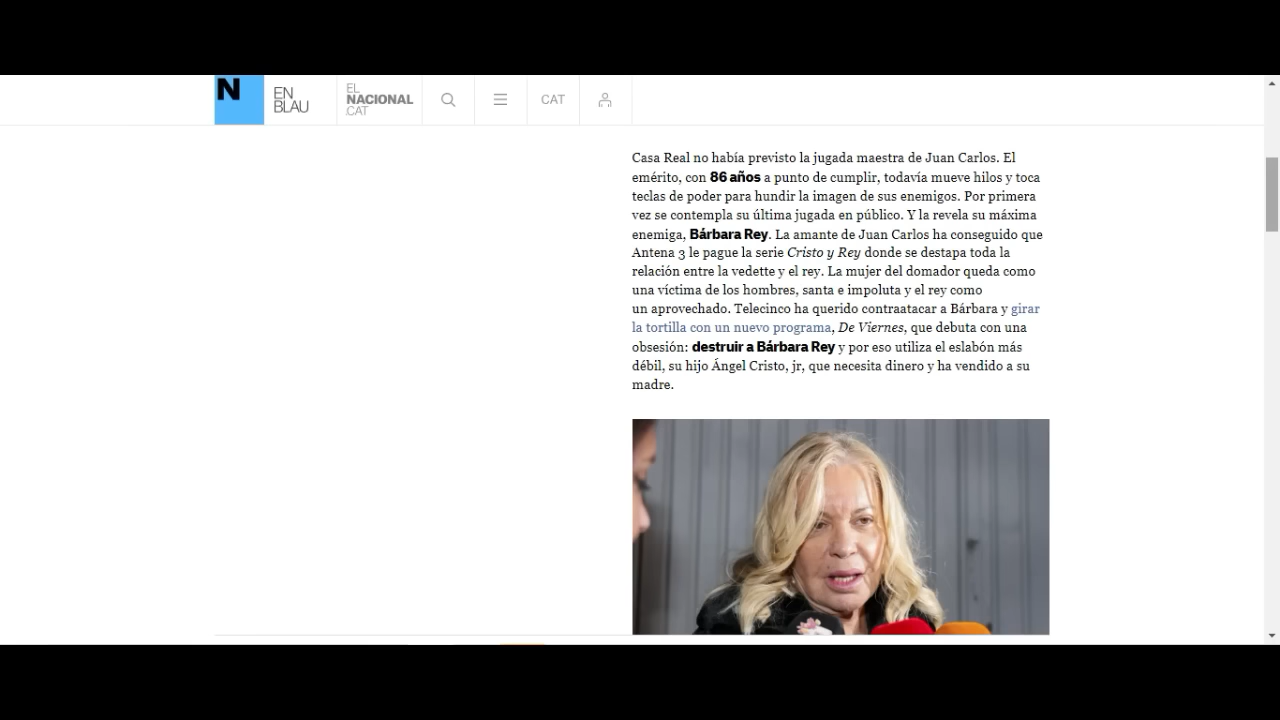 N
EN
BLAU
EL
NACIONAL
.CAT
CAT
Casa Real no había previsto la jugada maestra de Juan Carlos. El
emérito, con 86 años a punto de cumplir, todavía mueve hilos y toca
teclas de poder para hundir la imagen de sus enemigos. Por primera
vez se contempla su última jugada en público. Y la revela su máxima
enemiga, Bárbara Rey. La amante de Juan Carlos ha conseguido que
Antena 3 le pague la serie Cristo y Rey donde se destapa toda la
relación entre la vedette y el rey. La mujer del domador queda como
una víctima de los hombres, santa e impoluta y el rey como
un aprovechado. Telecinco ha querido contraatacar a Bárbara y girar
la tortilla con un nuevo programa, De Viernes, que debuta con una
obsesión: destruir a Bárbara Rey y por eso utiliza el eslabón más
débil, su hijo Ángel Cristo, jr, que necesita dinero y ha vendido a su
madre.